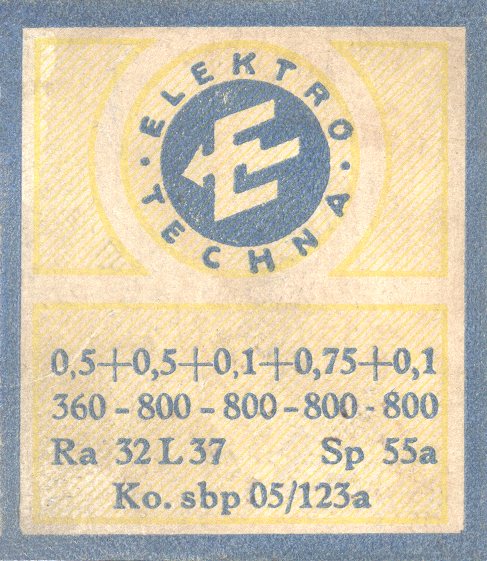 ELEKTRO
TECHNA
E
0,5+0,5+0,1+0,75+0,1
360 - 800 - 800 - 800 - 800
Ra 32 L 37 Sp 55a
Ko. sbp 05/123a